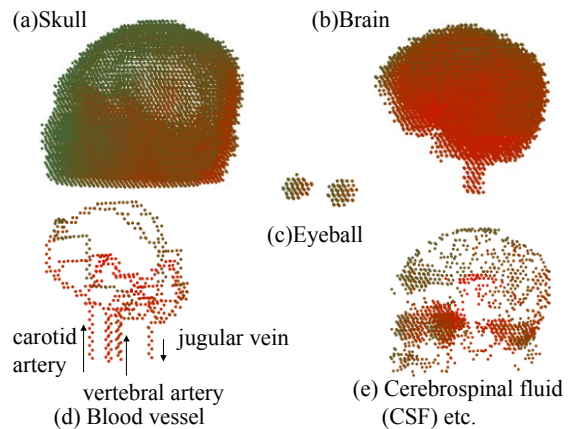 (a)Skull
(b)Brain
(c)Eyeball
carotid
artery
jugular vein
vertebral artery
(d) Blood vessel
(e) Cerebrospinal fluid
(CSF) etc.